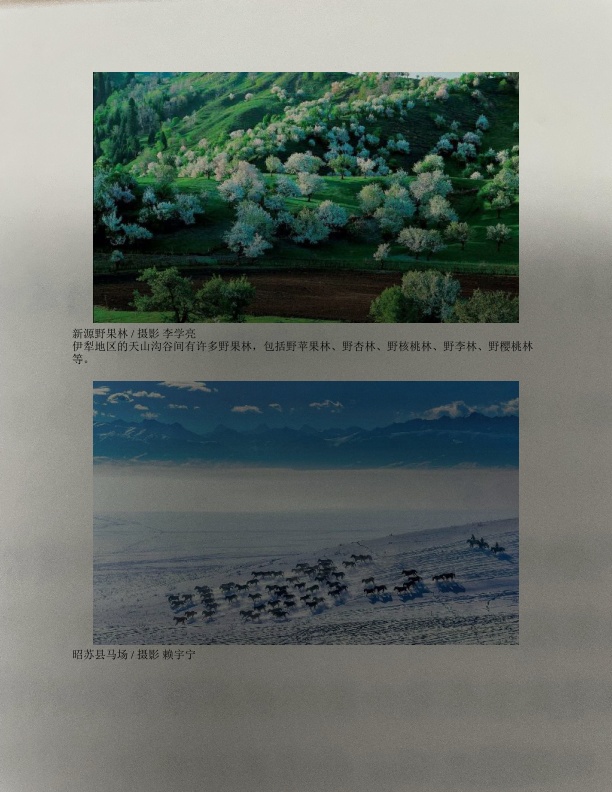 新源野果林 / 摄影 李学亮
伊犁地区的天山沟谷间有许多野果林，包括野苹果林、野杏林、野核桃林、野李林、野樱桃林
等。
昭苏县马场 / 摄影 赖宇宁